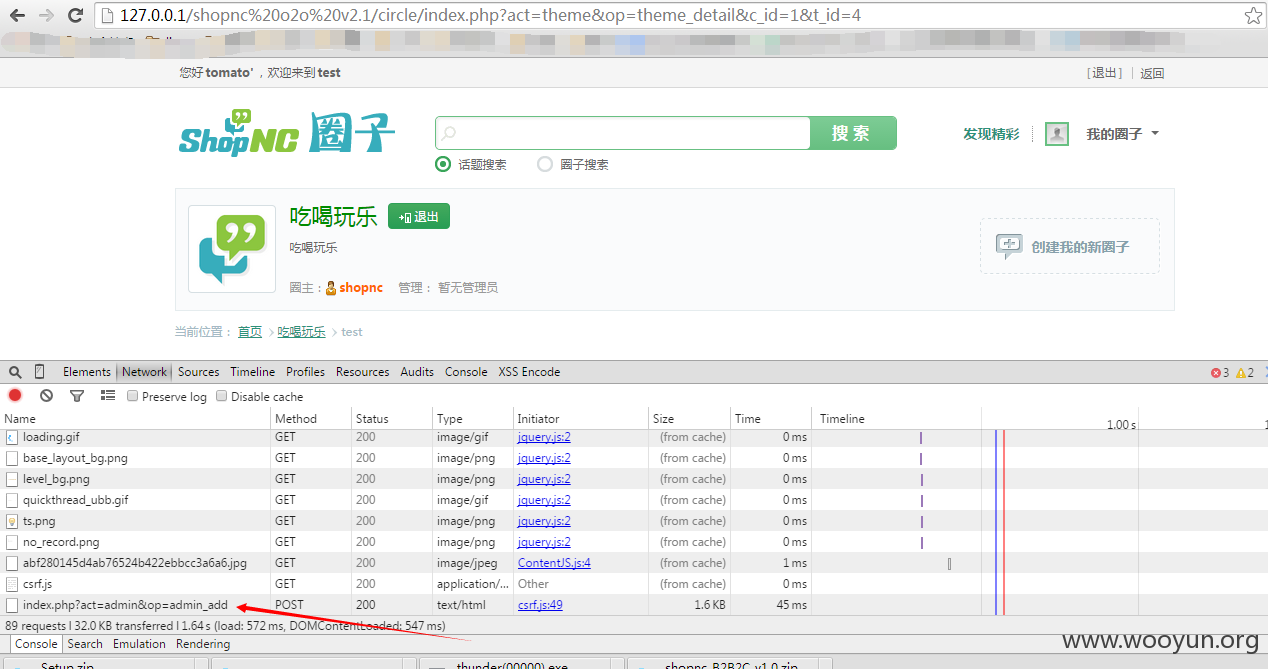 127.0.0.1/shopnc%20o2o%20v2.1/circle/index.php?act=theme&op=theme_detail&c_id=1&t_id=4
您好tomato'，欢迎来到test [退出] 返回
ShopNC 圈子 搜索 发现精彩 我的圈子
话题搜索 圈子搜索
吃喝玩乐 退出
吃喝玩乐 创建我的新圈子
圈主：shopnc 管理：暂无管理员
当前位置： 首页 > 吃喝玩乐 > test
Elements Network Sources Timeline Profiles Resources Audits Console XSS Encode 3 2
Preserve log Disable cache
Name Method Status Type Initiator Size Time Timeline 1.00 s
loading.gif GET 200 image/gif jquery.js:2 (from cache) 0 ms
base_layout_bg.png GET 200 image/png jquery.js:2 (from cache) 0 ms
level_bg.png GET 200 image/png jquery.js:2 (from cache) 0 ms
quickthread_ubb.gif GET 200 image/gif jquery.js:2 (from cache) 0 ms
ts.png GET 200 image/png jquery.js:2 (from cache) 0 ms
no_record.png GET 200 image/png jquery.js:2 (from cache) 0 ms
abf280145d4ab76524b422ebbcc3a6a6.jpg GET 200 image/jpeg ContentJS.js:4 (from cache) 1 ms
csrf.js GET 200 application/... Other (from cache) 0 ms
index.php?act=admin&op=admin_add POST 200 text/html csrf.js:49 1.6 KB 45 ms
89 requests | 32.0 KB transferred | 1.64 s (load: 572 ms, DOMContentLoaded: 547 ms)
Console Search Emulation Rendering
www.wooyun.org
Setup.zip thunder(00000).exe shopnc_B2B2C_v1.0.zip